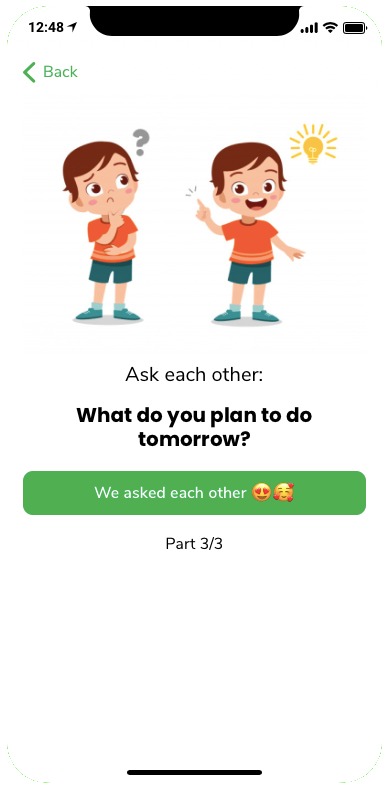 12:48
Back
?
Ask each other:
What do you plan to do
tomorrow?
We asked each other 😍🥰
Part 3/3